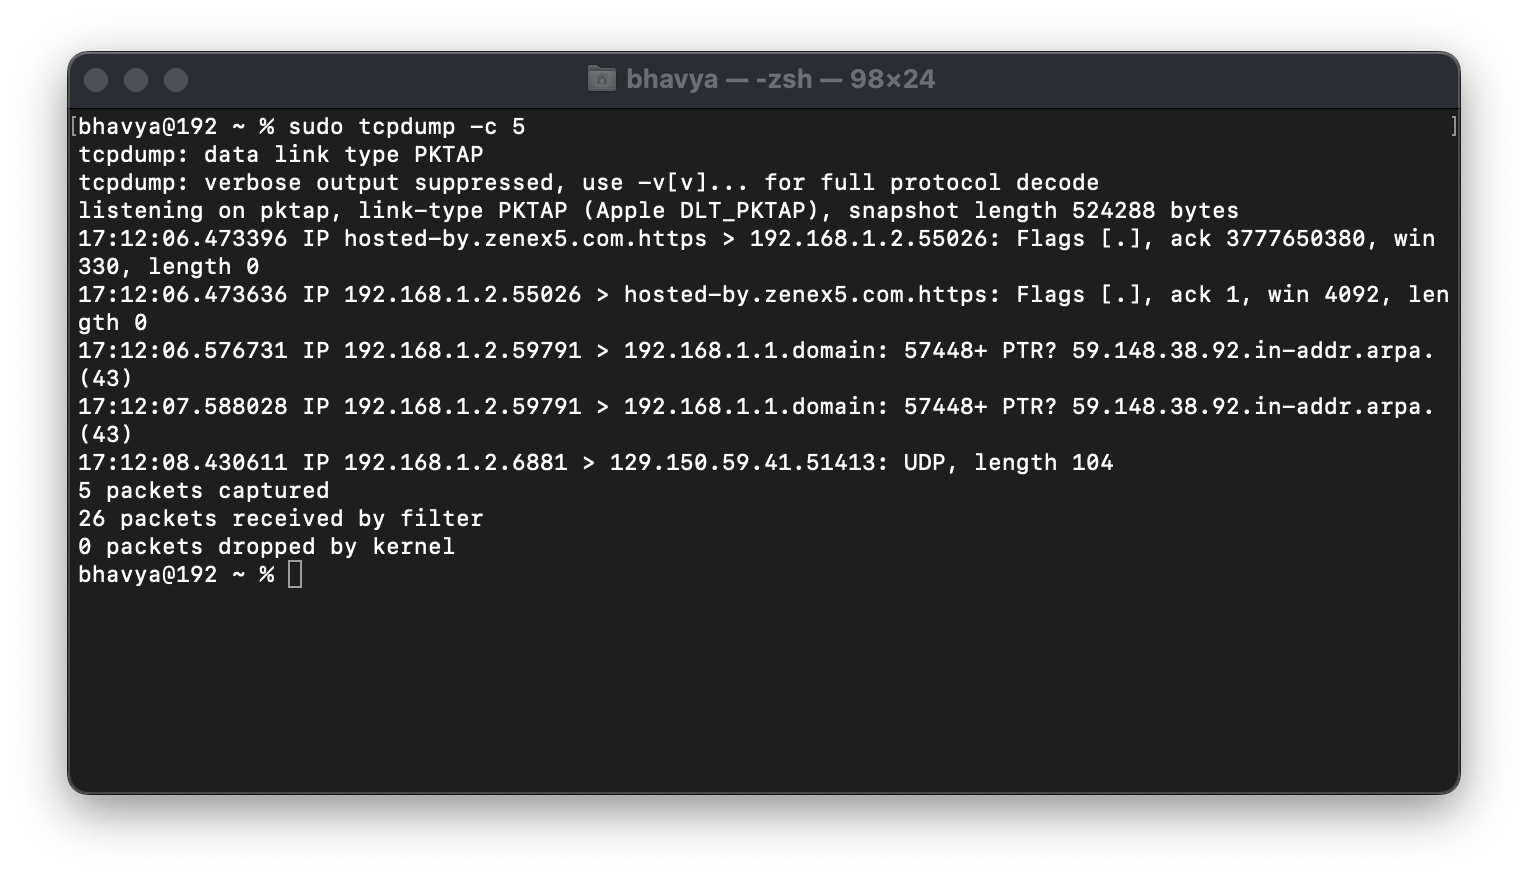 bhavya — -zsh — 98×24
[bhavya@192 ~ % sudo tcpdump -c 5 ]
tcpdump: data link type PKTAP
tcpdump: verbose output suppressed, use -v[v]... for full protocol decode
listening on pktap, link-type PKTAP (Apple DLT_PKTAP), snapshot length 524288 bytes
17:12:06.473396 IP hosted-by.zenex5.com.https > 192.168.1.2.55026: Flags [.], ack 3777650380, win
330, length 0
17:12:06.473636 IP 192.168.1.2.55026 > hosted-by.zenex5.com.https: Flags [.], ack 1, win 4092, len
gth 0
17:12:06.576731 IP 192.168.1.2.59791 > 192.168.1.1.domain: 57448+ PTR? 59.148.38.92.in-addr.arpa.
(43)
17:12:07.588028 IP 192.168.1.2.59791 > 192.168.1.1.domain: 57448+ PTR? 59.148.38.92.in-addr.arpa.
(43)
17:12:08.430611 IP 192.168.1.2.6881 > 129.150.59.41.51413: UDP, length 104
5 packets captured
26 packets received by filter
0 packets dropped by kernel
bhavya@192 ~ %